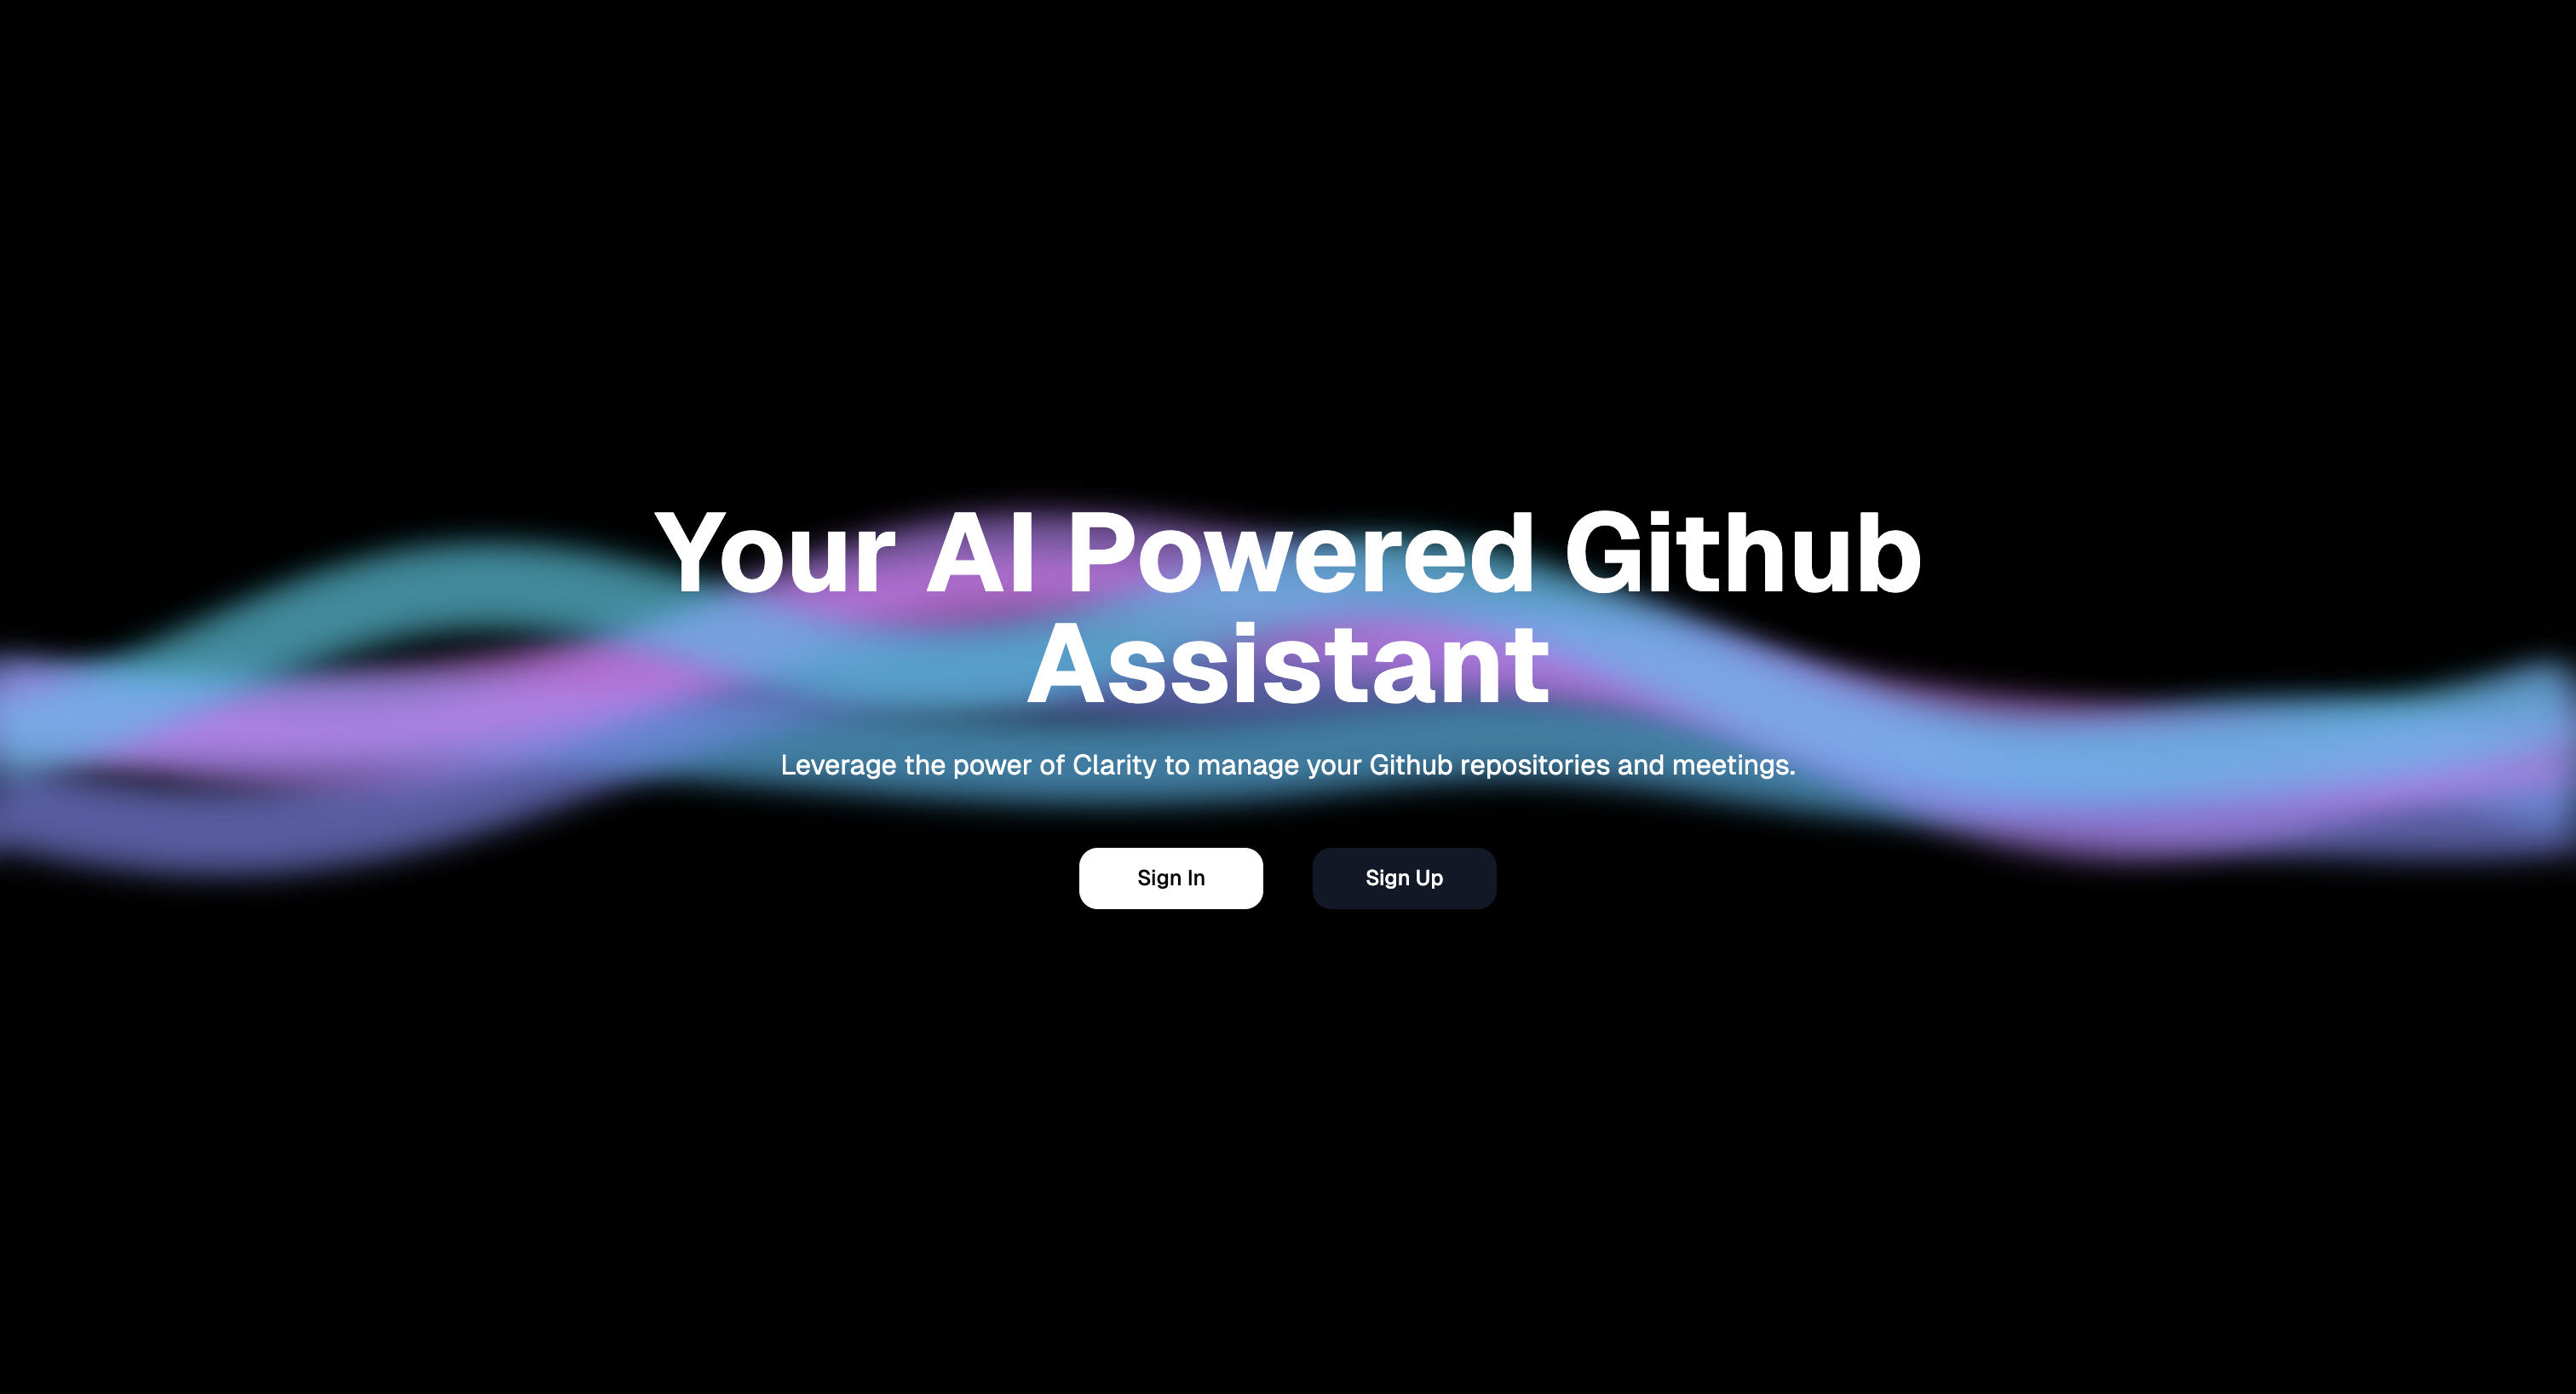 Your AI Powered Github
Assistant
Leverage the power of Clarity to manage your Github repositories and meetings.
Sign In
Sign Up